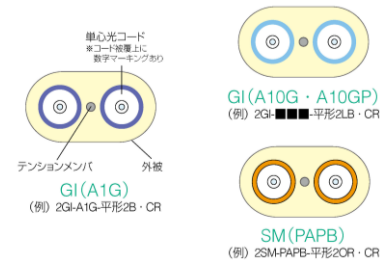 単心光コード
※コード被覆上に
数字マーキングあり
テンションメンバ
外被
GI(A1G)
(例) 2GI-A1G-平形2B・CR
GI(A10G・A10GP)
(例) 2GI-■■■-平形2LB・CR
SM(PAPB)
(例) 2SM-PAPB-平形2OR・CR